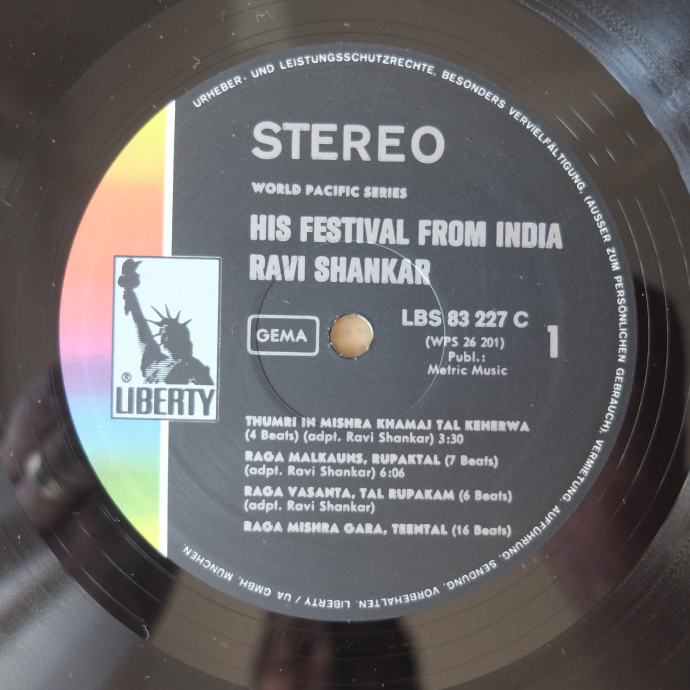 URHEBER- UND LEISTUNGSSCHUTZRECHTE, BESONDERS VERVIELFÄLTIGUNG, (AUSSER ZUM PERSÖNLICHEN GEBRAUCH), VERMIETUNG, AUFFÜHRUNG, SENDUNG, VORBEHALTEN. LIBERTY / UA GMBH, MÜNCHEN.
STEREO
WORLD PACIFIC SERIES
HIS FESTIVAL FROM INDIA
RAVI SHANKAR
GEMA
LBS 83 227 C
(WPS 26 201)
Publ.:
Metric Music
1
®
LIBERTY
THUMRI IN MISHRA KHAMAJ TAL KEHERWA
(4 Beats) (adpt. Ravi Shankar) 3:30
RAGA MALKAUNS, RUPAKTAL (7 Beats)
(adpt. Ravi Shankar) 6:06
RAGA VASANTA, TAL RUPAKAM (6 Beats)
(adpt. Ravi Shankar)
RAGA MISHRA GARA, TEENTAL (16 Beats)